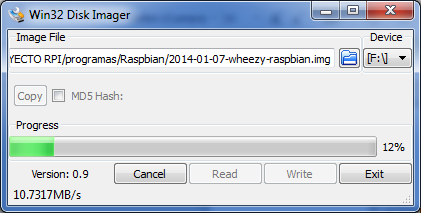 Win32 Disk Imager
Image File
Device
YECTO RPI/programas/Raspbian/2014-01-07-wheezy-raspbian.img
[F:\]
Copy
MD5 Hash:
Progress
12%
Version: 0.9
Cancel
Read
Write
Exit
10.7317MB/s